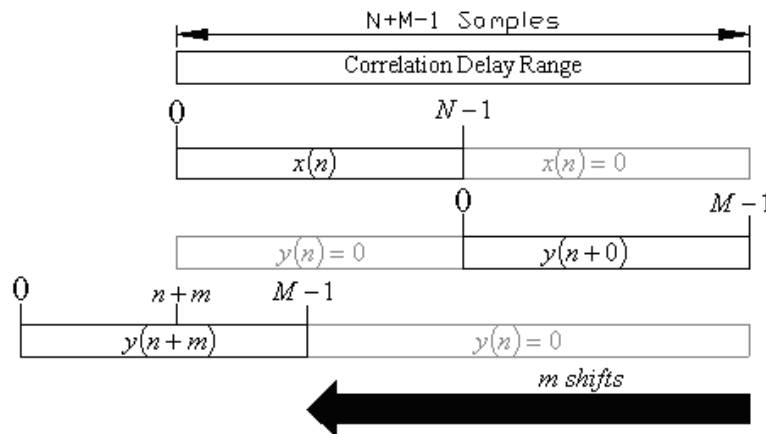 N+M-1 Samples
Correlation Delay Range
0 N−1
x(n) x(n)=0
0 M−1
y(n)=0 y(n+0)
0 n+m M−1
y(n+m) y(n)=0
m shifts